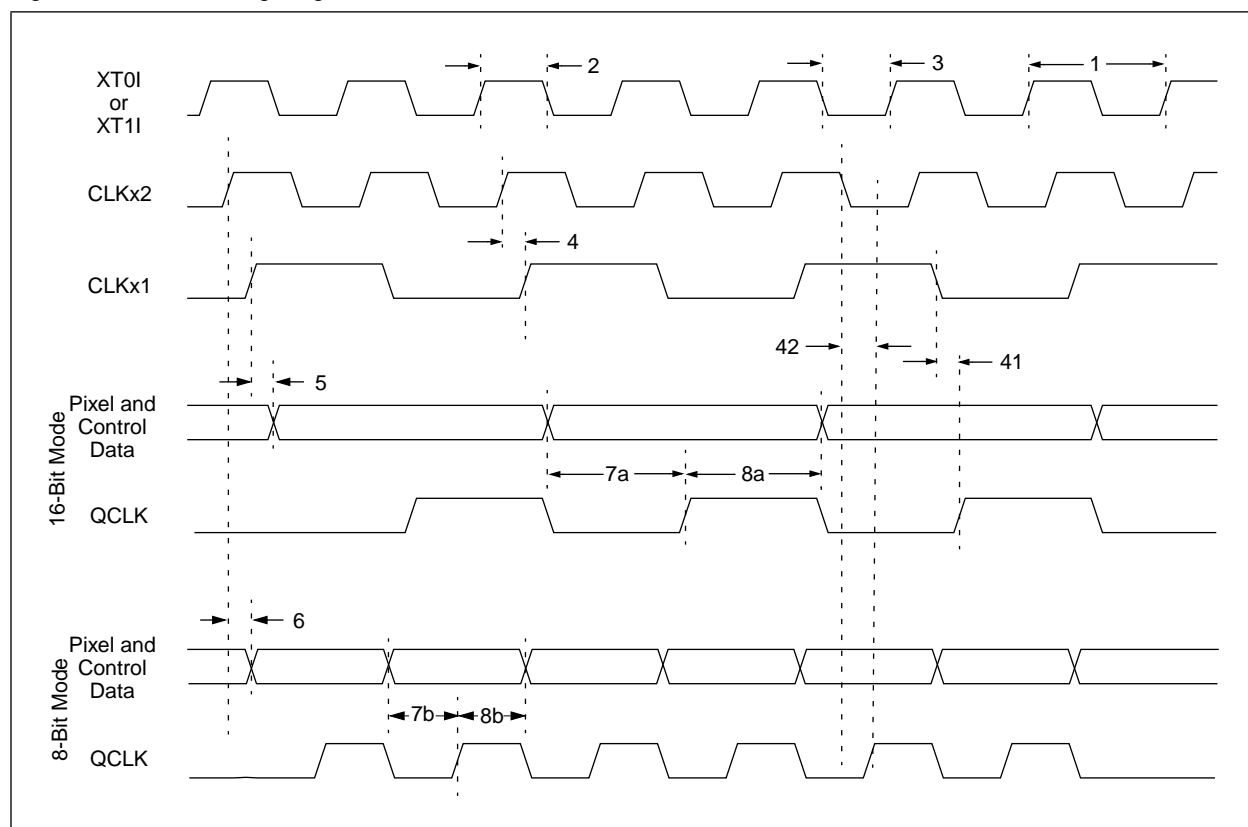 XT0I
or
XT1I
2
3
1
CLKx2
4
CLKx1
42
41
5
16-Bit Mode
Pixel and
Control
Data
7a
8a
QCLK
6
8-Bit Mode
Pixel and
Control
Data
7b
8b
QCLK